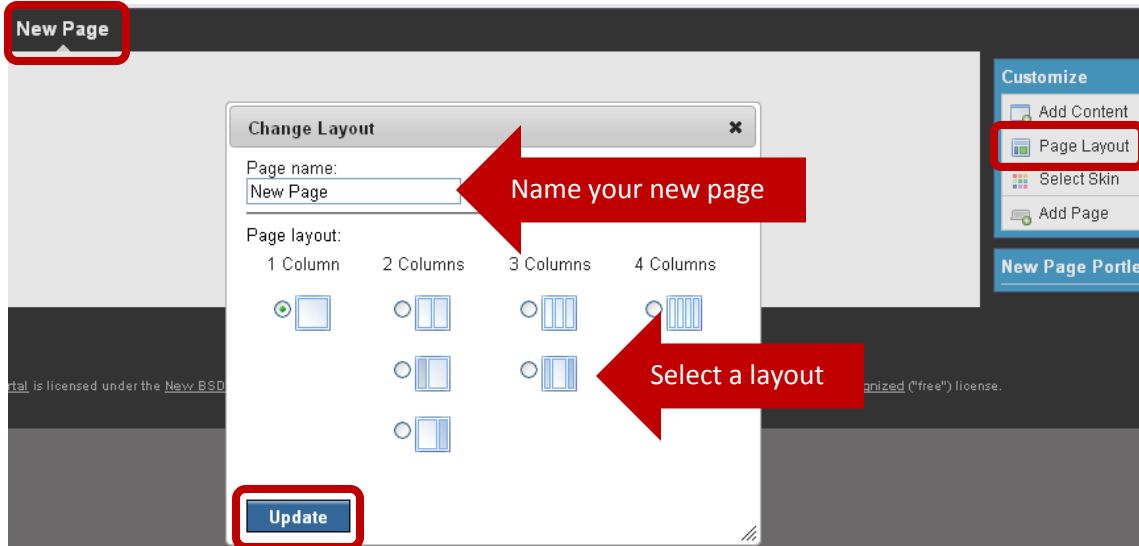 New Page
Customize
Add Content
Page Layout
Select Skin
Add Page
New Page Portle
Change Layout
Page name:
New Page
Name your new page
Page layout:
1 Column 2 Columns 3 Columns 4 Columns
Select a layout
rtal is licensed under the New BSD
gnized ("free") license.
Update